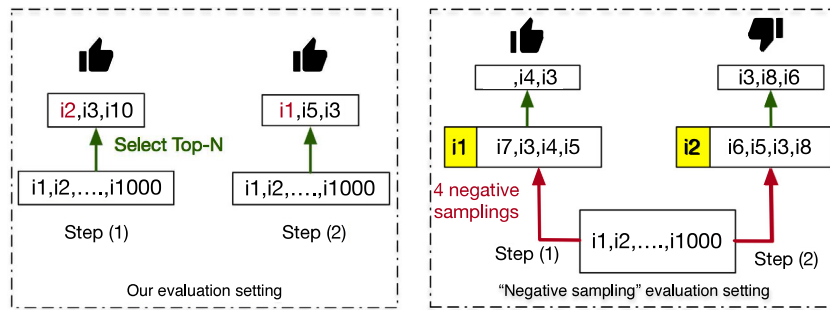 i2,i3,i10
i1,i5,i3
Select Top-N
i1,i2,....,i1000
i1,i2,....,i1000
Step (1)
Step (2)
Our evaluation setting
,i4,i3
i3,i8,i6
i1
i7,i3,i4,i5
i2
i6,i5,i3,i8
4 negative
samplings
i1,i2,....,i1000
Step (1)
Step (2)
“Negative sampling” evaluation setting